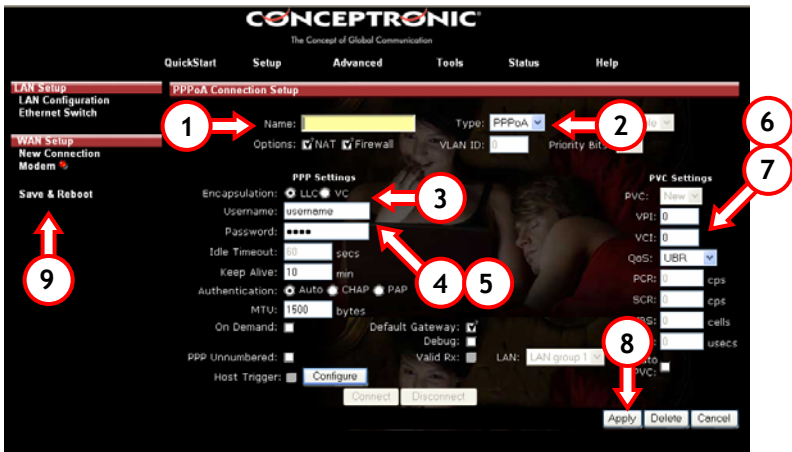 CONCEPTRONIC
The Concept of Global Communication
QuickStart Setup Advanced Tools Status Help
LAN Setup
LAN Configuration
Ethernet Switch
WAN Setup
New Connection
Modem
Save & Reboot
9
PPPoA Connection Setup
1
Name:
Type: PPPoA
2
6
Options: NAT Firewall
VLAN ID: 0
Priority Bits:
7
PPP Settings
Encapsulation: LLC VC
3
Username: username
Password: ••••
4 5
Idle Timeout: 60 secs
Keep Alive: 10 min
Authentication: Auto CHAP PAP
MTU: 1500 bytes
On Demand:
Default Gateway:
Debug:
PPP Unnumbered:
Valid Rx:
LAN: LAN group 1
Host Trigger: Configure
Connect Disconnect
PVC Settings
PVC: New
VPI: 0
VCI: 0
QoS: UBR
PCR: 0 cps
SCR: 0 cps
0 cells
usecs
PVC:
8
Apply Delete Cancel